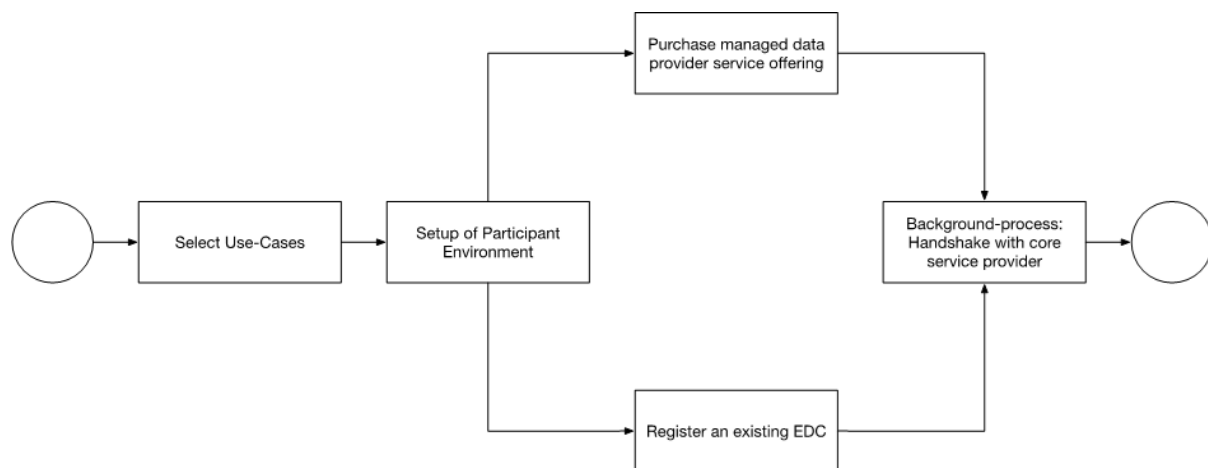 Purchase managed data
provider service offering
Select Use-Cases
Setup of Participant
Environment
Background-process:
Handshake with core
service provider
Register an existing EDC